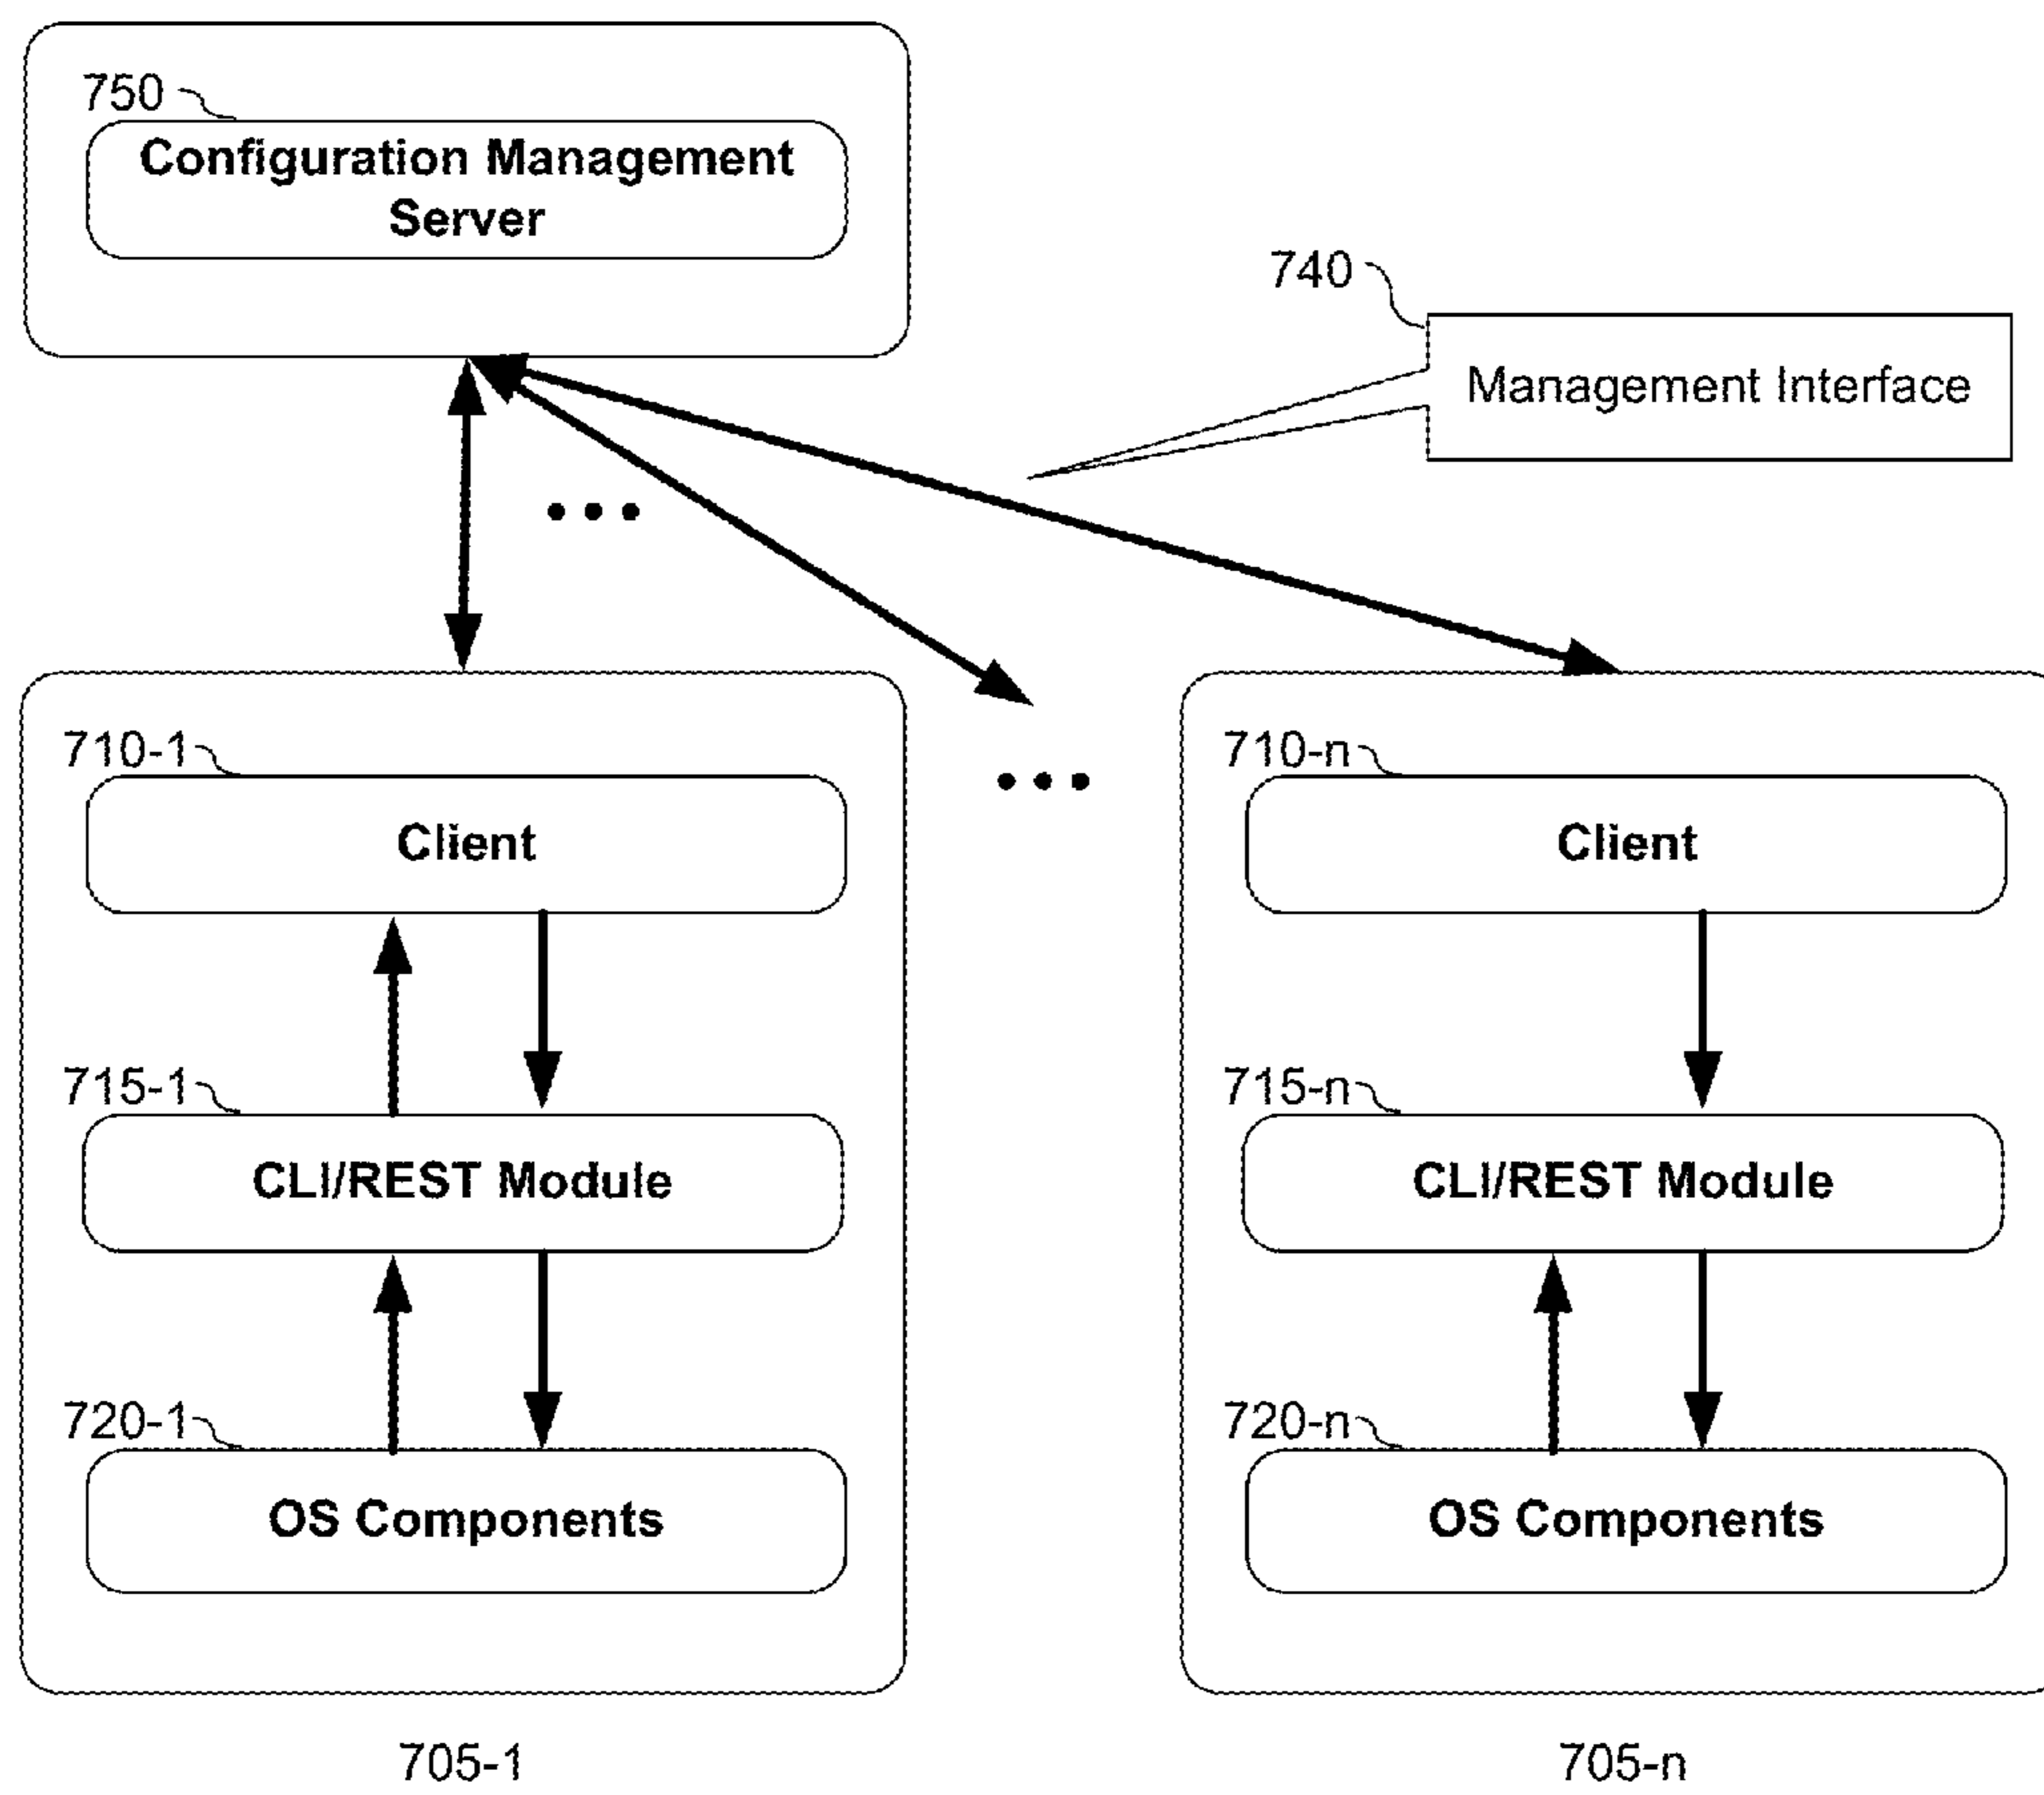 750
Configuration Management
Server
740
Management Interface
710-1
Client
715-1
CLI/REST Module
720-1
OS Components
705-1
710-n
Client
715-n
CLI/REST Module
720-n
OS Components
705-n